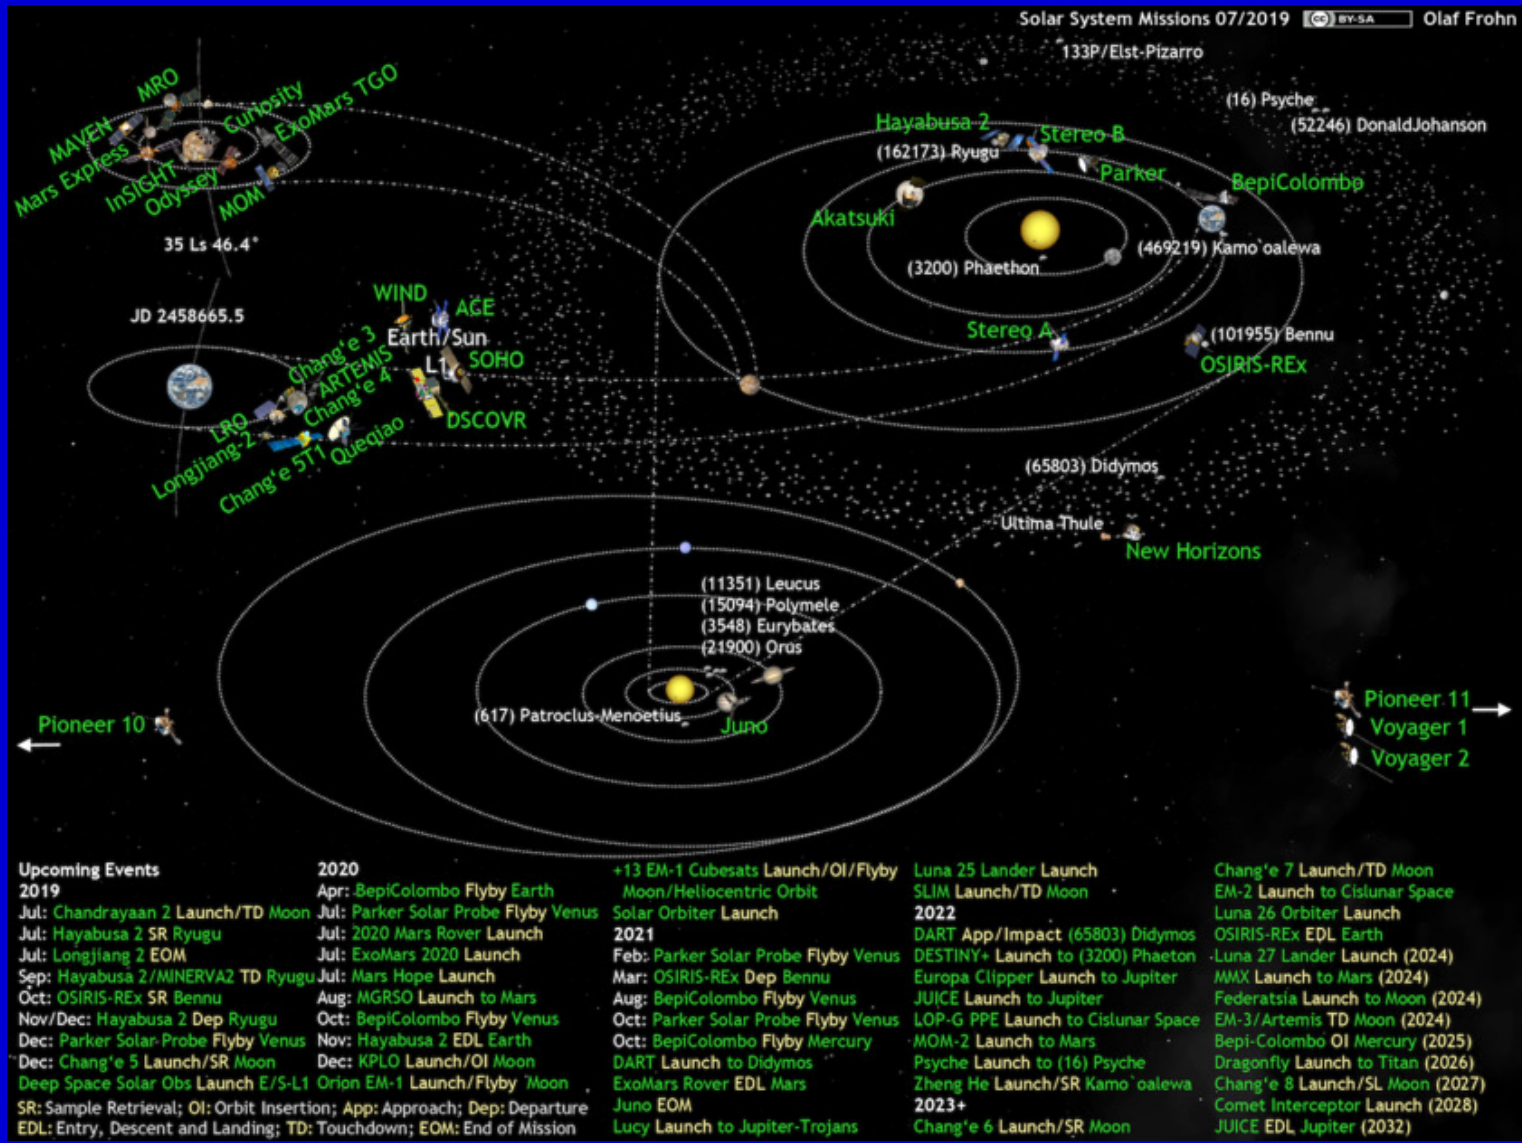 Solar System Missions 07/2019 cc BY-SA Olaf Frohn
133P/Elst-Pizarro
(16) Psyche
(52246) DonaldJohanson
MRO
Curiosity
ExoMars TGO
MAVEN
Mars Express
InSIGHT
Odyssey
MOM
35 Ls 46.4°
Hayabusa 2
Stereo B
(162173) Ryugu
Parker
BepiColombo
Akatsuki
(469219) Kamo`oalewa
(3200) Phaethon
Stereo A
(101955) Bennu
OSIRIS-REx
JD 2458665.5
WIND
AGE
Earth/Sun
L1
SOHO
DSCOVR
Chang'e 3
ARTEMIS
Chang'e 4
LRO
Longjiang 2
Chang'e 5T1
Queqiao
(65803) Didymos
Ultima Thule
New Horizons
(11351) Leucus
(15094) Polymele
(3548) Eurybates
(21900) Orus
(617) Patroclus-Menoetius
Juno
Pioneer 10
Pioneer 11
Voyager 1
Voyager 2
Upcoming Events
2019
Jul: Chandrayaan 2 Launch/TD Moon
Jul: Hayabusa 2 SR Ryugu
Jul: Longjiang 2 EOM
Sep: Hayabusa 2/MINERVA2 TD Ryugu
Oct: OSIRIS-REx SR Bennu
Nov/Dec: Hayabusa 2 Dep Ryugu
Dec: Parker Solar Probe Flyby Venus
Dec: Chang'e 5 Launch/SR Moon
Deep Space Solar Obs Launch E/S-L1
2020
Apr: BepiColombo Flyby Earth
Jul: Parker Solar Probe Flyby Venus
Jul: 2020 Mars Rover Launch
Jul: ExoMars 2020 Launch
Jul: Mars Hope Launch
Aug: MGRSO Launch to Mars
Oct: BepiColombo Flyby Venus
Nov: Hayabusa 2 EDL Earth
Dec: KPLO Launch/OI Moon
Orion EM-1 Launch/Flyby Moon
+13 EM-1 Cubesats Launch/OI/Flyby
Moon/Heliocentric Orbit
Solar Orbiter Launch
2021
Feb: Parker Solar Probe Flyby Venus
Mar: OSIRIS-REx Dep Bennu
Aug: BepiColombo Flyby Venus
Oct: Parker Solar Probe Flyby Venus
Oct: BepiColombo Flyby Mercury
DART Launch to Didymos
ExoMars Rover EDL Mars
Juno EOM
Lucy Launch to Jupiter-Trojans
Luna 25 Lander Launch
SLIM Launch/TD Moon
2022
DART App/Impact (65803) Didymos
DESTINY+ Launch to (3200) Phaeton
Europa Clipper Launch to Jupiter
JUICE Launch to Jupiter
LOP-G PPE Launch to Cislunar Space
MOM-2 Launch to Mars
Psyche Launch to (16) Psyche
Zheng He Launch/SR Kamo`oalewa
2023+
Chang'e 6 Launch/SR Moon
Chang'e 7 Launch/TD Moon
EM-2 Launch to Cislunar Space
Luna 26 Orbiter Launch
OSIRIS-REx EDL Earth
Luna 27 Lander Launch (2024)
MMX Launch to Mars (2024)
Federatsia Launch to Moon (2024)
EM-3/Artemis TD Moon (2024)
Bepi-Colombo OI Mercury (2025)
Dragonfly Launch to Titan (2026)
Chang'e 8 Launch/SL Moon (2027)
Comet Interceptor Launch (2028)
JUICE EDL Jupiter (2032)
SR: Sample Retrieval; OI: Orbit Insertion; App: Approach; Dep: Departure
EDL: Entry, Descent and Landing; TD: Touchdown; EOM: End of Mission